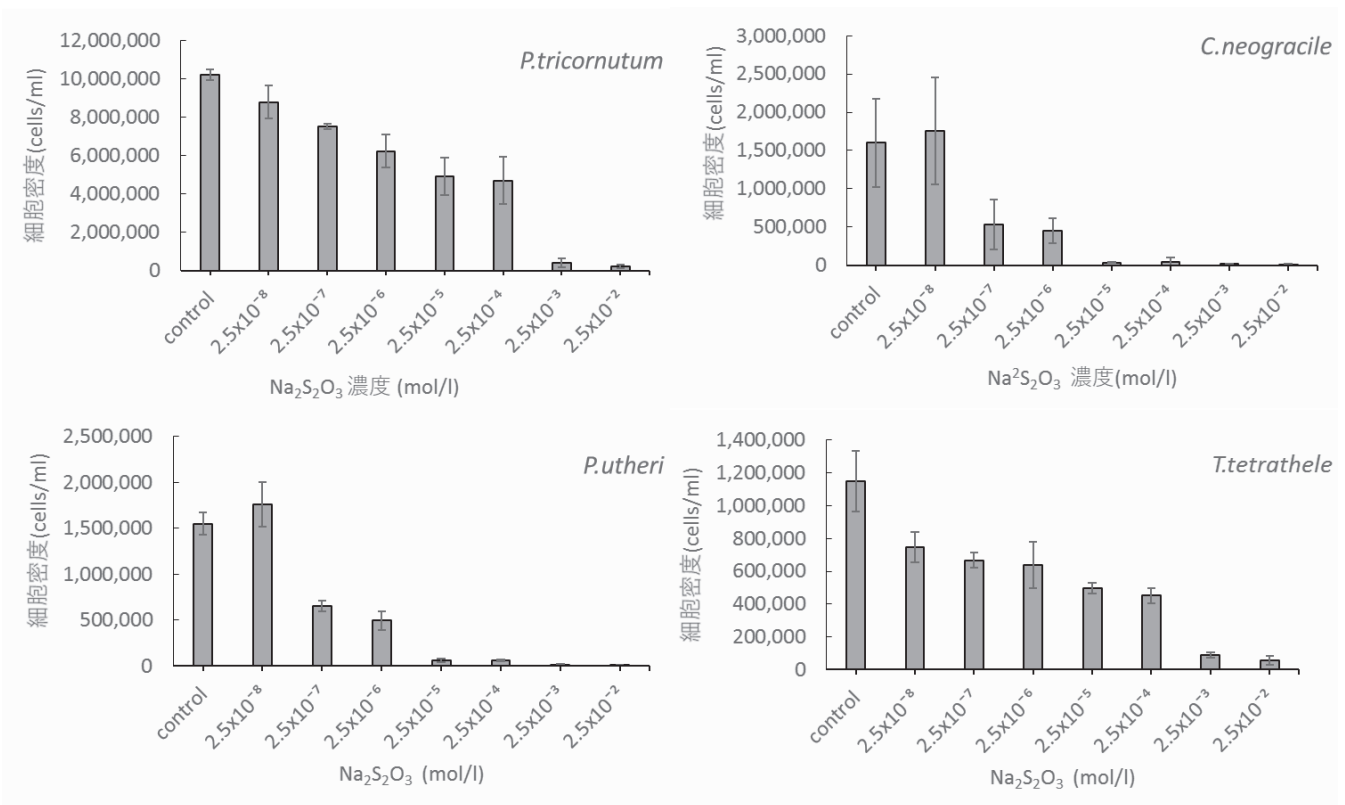 P.tricornutum
細胞密度(cells/ml)
12,000,000
10,000,000
8,000,000
6,000,000
4,000,000
2,000,000
0
control
2.5x10⁻⁸
2.5x10⁻⁷
2.5x10⁻⁶
2.5x10⁻⁵
2.5x10⁻⁴
2.5x10⁻³
2.5x10⁻²
Na₂S₂O₃ 濃度 (mol/l)
C.neogracile
細胞密度(cells/ml)
3,000,000
2,500,000
2,000,000
1,500,000
1,000,000
500,000
0
control
2.5x10⁻⁸
2.5x10⁻⁷
2.5x10⁻⁶
2.5x10⁻⁵
2.5x10⁻⁴
2.5x10⁻³
2.5x10⁻²
Na²S₂O₃ 濃度(mol/l)
P.utheri
細胞密度(cells/ml)
2,500,000
2,000,000
1,500,000
1,000,000
500,000
0
control
2.5x10⁻⁸
2.5x10⁻⁷
2.5x10⁻⁶
2.5x10⁻⁵
2.5x10⁻⁴
2.5x10⁻³
2.5x10⁻²
Na₂S₂O₃ (mol/l)
T.tetrathele
細胞密度(cells/ml)
1,400,000
1,200,000
1,000,000
800,000
600,000
400,000
200,000
0
control
2.5x10⁻⁸
2.5x10⁻⁷
2.5x10⁻⁶
2.5x10⁻⁵
2.5x10⁻⁴
2.5x10⁻³
2.5x10⁻²
Na₂S₂O₃ (mol/l)